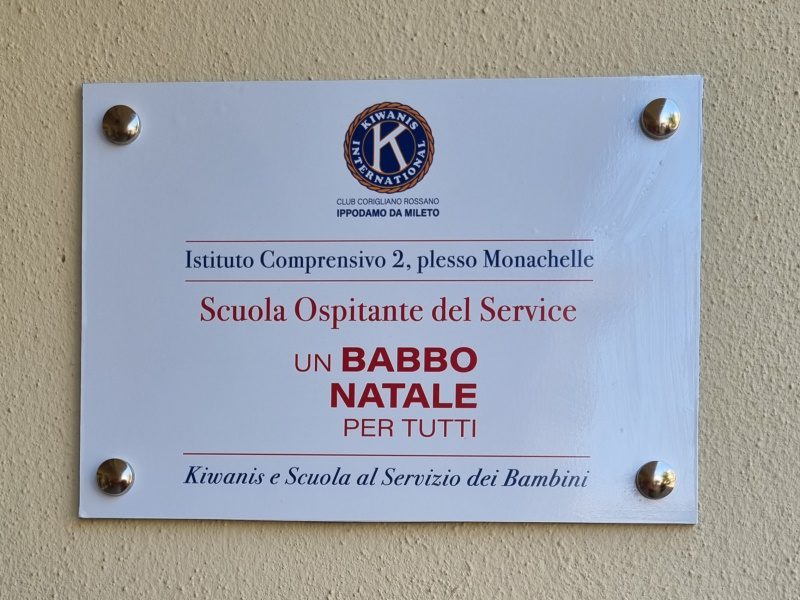 KIWANIS
INTERNATIONAL
K
CLUB CORIGLIANO ROSSANO
IPPODAMO DA MILETO
Istituto Comprensivo 2, plesso Monachelle
Scuola Ospitante del Service
UN BABBO
NATALE
PER TUTTI
Kiwanis e Scuola al Servizio dei Bambini